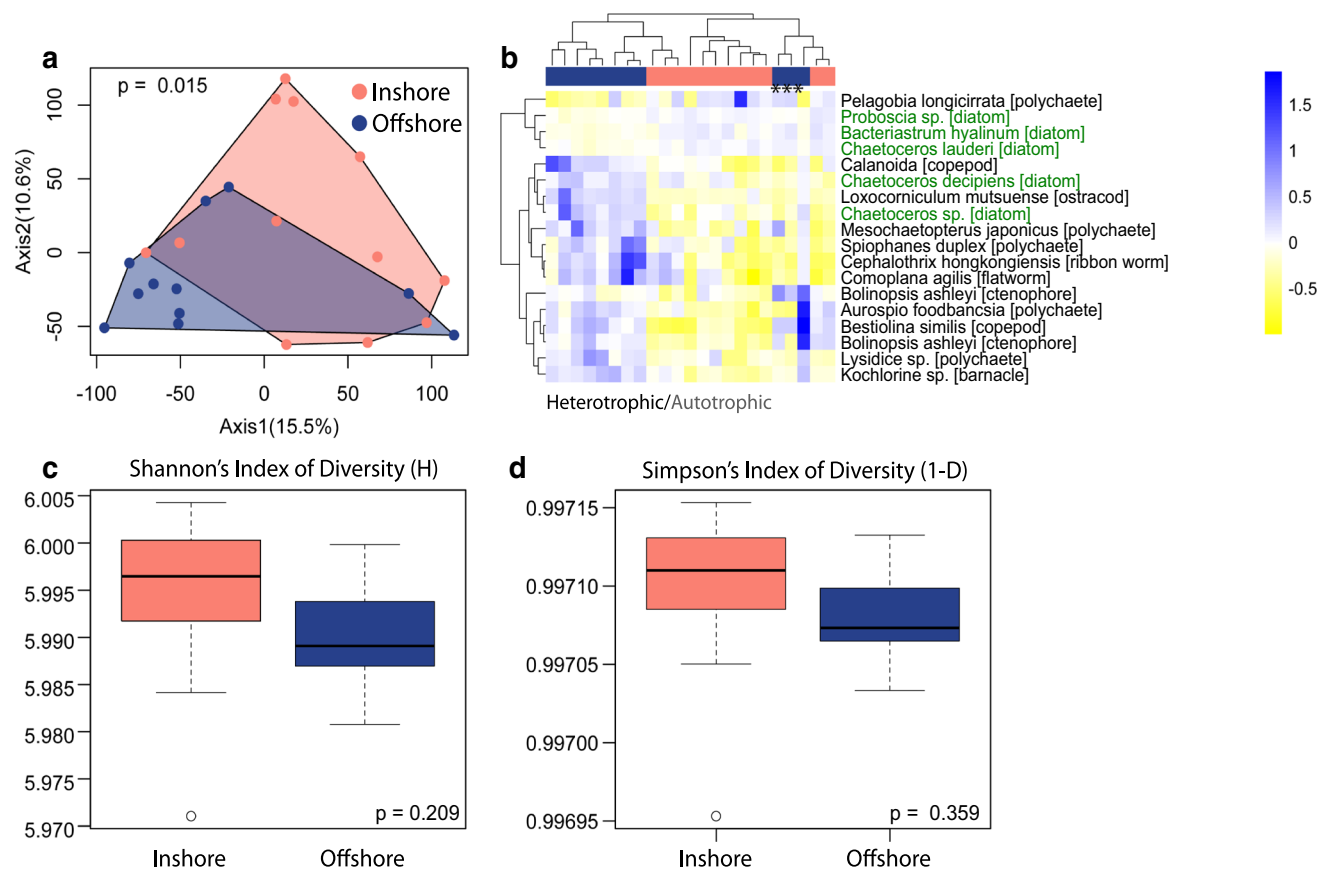 a
p = 0.015
Inshore
Offshore
100
50
0
-50
Axis2(10.6%)
-100
-50
0
50
100
Axis1(15.5%)
b
***
Pelagobia longicirrata [polychaete]
Proboscia sp. [diatom]
Bacteriastrum hyalinum [diatom]
Chaetoceros lauderi [diatom]
Calanoida [copepod]
Chaetoceros decipiens [diatom]
Loxocorniculum mutsuense [ostracod]
Chaetoceros sp. [diatom]
Mesochaetopterus japonicus [polychaete]
Spiophanes duplex [polychaete]
Cephalothrix hongkongiensis [ribbon worm]
Comoplana agilis [flatworm]
Bolinopsis ashleyi [ctenophore]
Aurospio foodbancsia [polychaete]
Bestiolina similis [copepod]
Bolinopsis ashleyi [ctenophore]
Lysidice sp. [polychaete]
Kochlorine sp. [barnacle]
Heterotrophic/Autotrophic
1.5
1
0.5
0
-0.5
c
Shannon's Index of Diversity (H)
6.005
6.000
5.995
5.990
5.985
5.980
5.975
5.970
p = 0.209
Inshore
Offshore
d
Simpson's Index of Diversity (1-D)
0.99715
0.99710
0.99705
0.99700
0.99695
p = 0.359
Inshore
Offshore